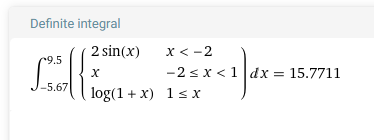 Definite integral
∫_{-5.67}^{9.5} ( { 2 sin(x)  x < −2
x  −2 ≤ x < 1
log(1 + x)  1 ≤ x ) dx = 15.7711